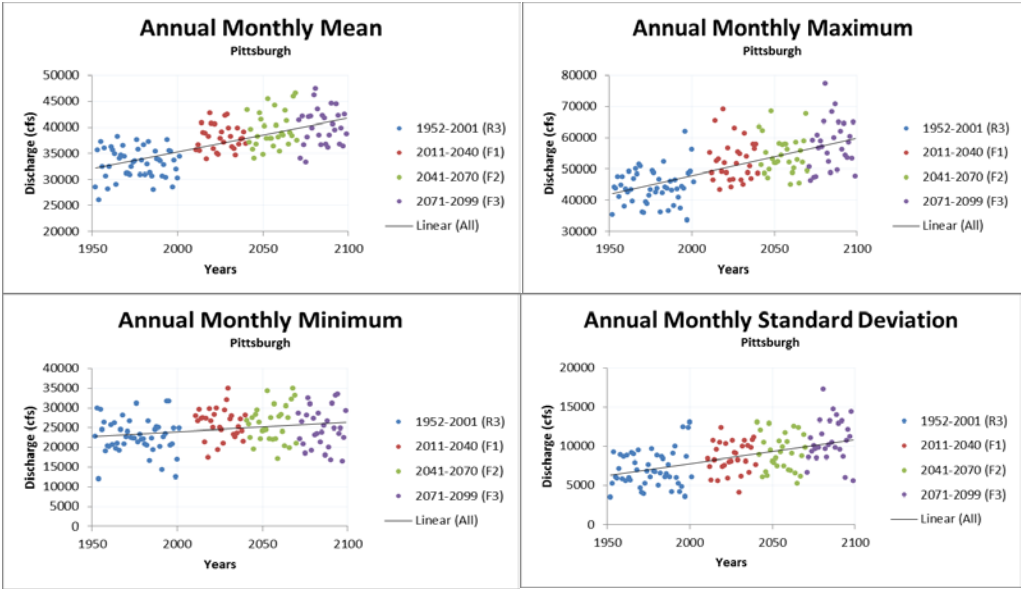 Annual Monthly Mean
Pittsburgh
50000
45000
40000
35000
30000
25000
20000
Discharge (cfs)
1950 2000 2050 2100
Years
1952-2001 (R3)
2011-2040 (F1)
2041-2070 (F2)
2071-2099 (F3)
Linear (All)
Annual Monthly Maximum
Pittsburgh
80000
70000
60000
50000
40000
30000
Discharge (cfs)
1950 2000 2050 2100
Years
1952-2001 (R3)
2011-2040 (F1)
2041-2070 (F2)
2071-2099 (F3)
Linear (All)
Annual Monthly Minimum
Pittsburgh
40000
35000
30000
25000
20000
15000
10000
5000
0
Discharge (cfs)
1950 2000 2050 2100
Years
1952-2001 (R3)
2011-2040 (F1)
2041-2070 (F2)
2071-2099 (F3)
Linear (All)
Annual Monthly Standard Deviation
Pittsburgh
20000
15000
10000
5000
0
Discharge (cfs)
1950 2000 2050 2100
Years
1952-2001 (R3)
2011-2040 (F1)
2041-2070 (F2)
2071-2099 (F3)
Linear (All)